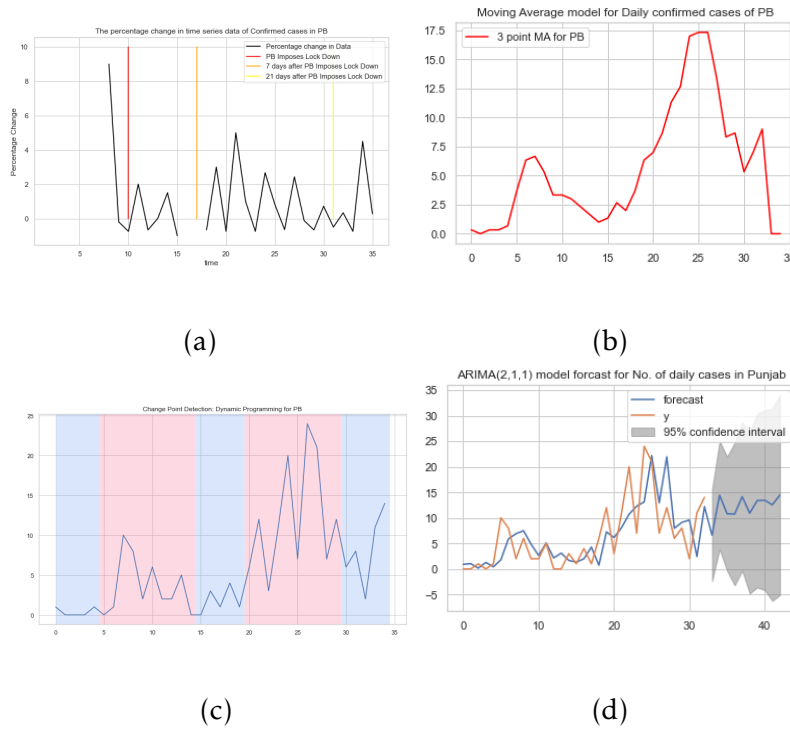 The percentage change in time series data of Confirmed cases in PB
10
8
6
4
2
0
Percentage Change
Percentage change in Data
PB Imposes Lock Down
7 days after PB Imposes Lock Down
21 days after PB Imposes Lock Down
5 10 15 20 25 30 35
time
(a)
Moving Average model for Daily confirmed cases of PB
3 point MA for PB
17.5
15.0
12.5
10.0
7.5
5.0
2.5
0.0
0 5 10 15 20 25 30 35
(b)
Change Point Detection: Dynamic Programming for PB
25
20
15
10
5
0
0 5 10 15 20 25 30 35
(c)
ARIMA(2,1,1) model forcast for No. of daily cases in Punjab
forecast
y
95% confidence interval
35
30
25
20
15
10
5
0
−5
0 10 20 30 40
(d)